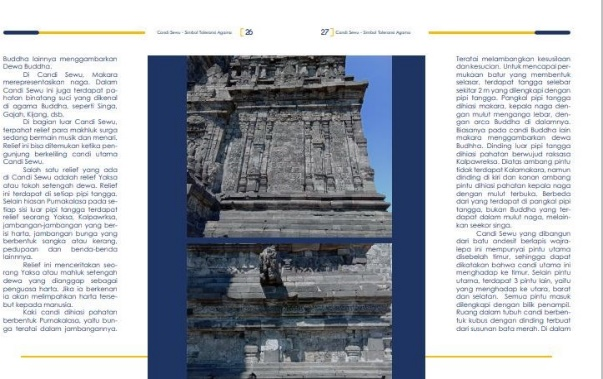 Candi Sewu - Simbol Toleransi Agama
26
27
Candi Sewu - Simbol Toleransi Agama
Buddha lainnya menggambarkan
Dewa Buddha.
Di Candi Sewu, Makara
merepresentasikan naga. Dalam
Candi Sewu ini juga terdapat pa-
hatan binatang suci yang dikenal
di agama Buddha, seperti Singa,
Gajah, Kijang, dsb.
Di bagian luar Candi Sewu,
terpahat relief para makhluk surga
sedang bermain musik dan menari.
Relief ini bisa ditemukan ketika pen-
gunjung berkeliling candi utama
Candi Sewu.
Salah satu relief yang ada
di Candi Sewu adalah relief Yaksa
atau tokoh setengah dewa. Relief
ini terdapat di setiap pipi tangga.
Selain hiasan Purnakalasa pada se-
tiap sisi luar pipi tangga terdapat
relief seorang Yaksa, Kalpawriksa,
jambangan-jambangan yang ber-
isi harta, jambangan bunga yang
berbentuk sangka atau kerang,
pedupaan dan benda-benda
lainnnya.
Relief ini menceritakan seo-
rang Yaksa atau mahluk setengah
dewa yang dianggap sebagai
penguasa harta. Jika ia berkenan
ia akan melimpahkan harta terse-
but kepada manusia.
Kaki candi dihiasi pahatan
berbentuk Purnakalasa, yaitu bun-
ga teratai dalam jambangannya.
Teratai melambangkan kesusilaan
dan kesucian. Untuk mencapai per-
mukaan batur yang membentuk
selasar, terdapat tangga selebar
sekitar 2 m yang dilengkapi dengan
pipi tangga. Pangkal pipi tangga
dihiasi makara, kepala naga den-
gan mulut menganga lebar, den-
gan arca Buddha di dalamnya.
Biasanya pada candi Buddha lain
makara menggambarkan dewa
Budhha. Dinding luar pipi tangga
dihiasi pahatan berwujud raksasa
Kalpawreksa. Diatas ambang pintu
tidak terdapat Kalamakara, namun
dinding di kiri dan kanan ambang
pintu dihiasi pahatan kepala naga
dengan mulut terbuka. Berbeda
dari yang terdapat di pangkal pipi
tangga, bukan Buddha yang ter-
dapat dalam mulut naga, melain-
kan seekor singa.
Candi Sewu yang dibangun
dari batu andesit berlapis wajra-
lepa ini mempunyai pintu utama
disebelah timur, sehingga dapat
dikatakan bahwa candi utama ini
menghadap ke timur. Selain pintu
utama, terdapat 3 pintu lain, yaitu
yang menghadap ke utara, barat
dan selatan. Semua pintu masuk
dilengkapi dengan bilik penampil.
Ruang dalam tubuh candi berben-
tuk kubus dengan dinding terbuat
dari susunan bata merah. Di dalam